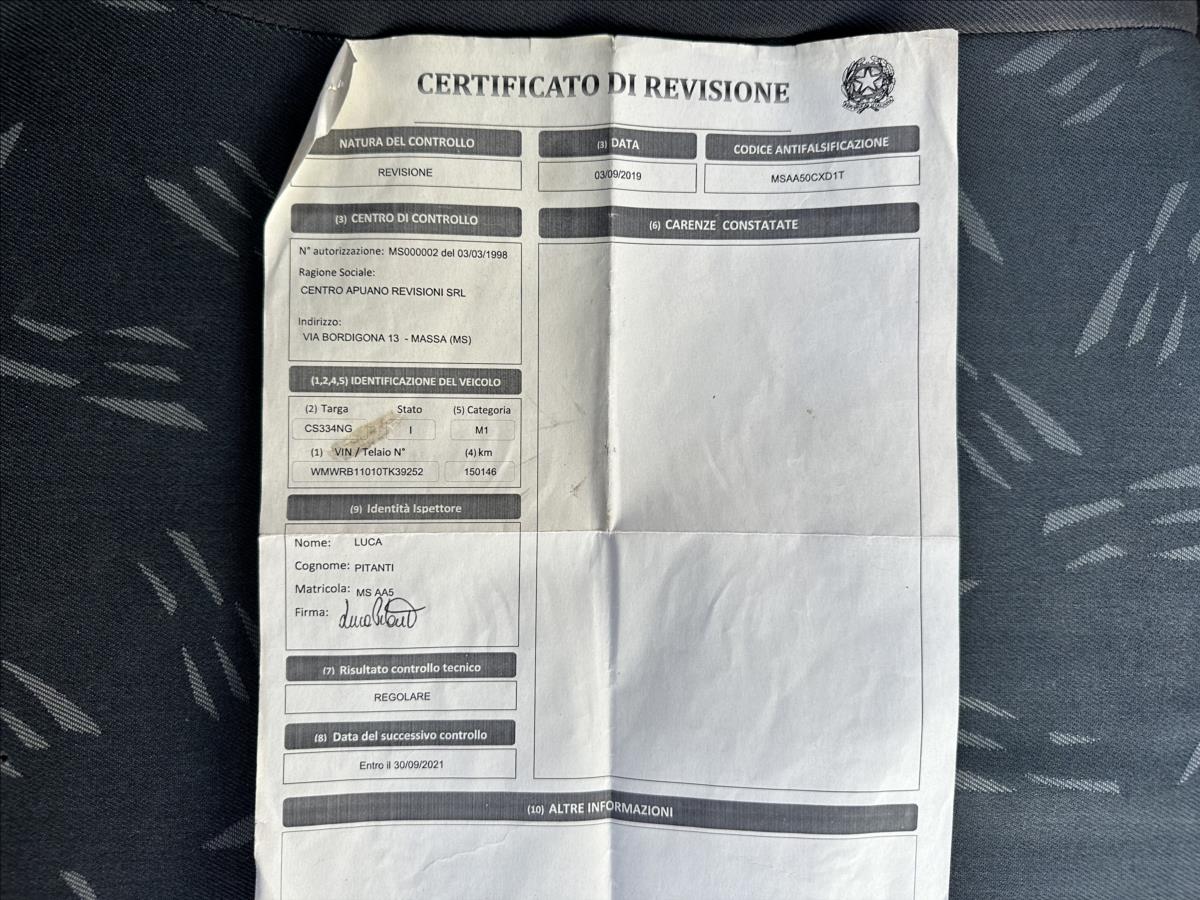 CERTIFICATO DI REVISIONE
NATURA DEL CONTROLLO
REVISIONE
(3) DATA
03/09/2019
CODICE ANTIFALSIFICAZIONE
MSAA50CXD1T
(3) CENTRO DI CONTROLLO
N° autorizzazione: MS000002 del 03/03/1998
Ragione Sociale:
CENTRO APUANO REVISIONI SRL
Indirizzo:
VIA BORDIGONA 13 - MASSA (MS)
(1,2,4,5) IDENTIFICAZIONE DEL VEICOLO
(2) Targa Stato (5) Categoria
CS334NG I M1
(1) VIN / Telaio N° (4) km
WMWRB11010TK39252 150146
(9) Identità Ispettore
Nome: LUCA
Cognome: PITANTI
Matricola: MS AA5
Firma:
(7) Risultato controllo tecnico
REGOLARE
(8) Data del successivo controllo
Entro il 30/09/2021
(6) CARENZE CONSTATATE
(10) ALTRE INFORMAZIONI